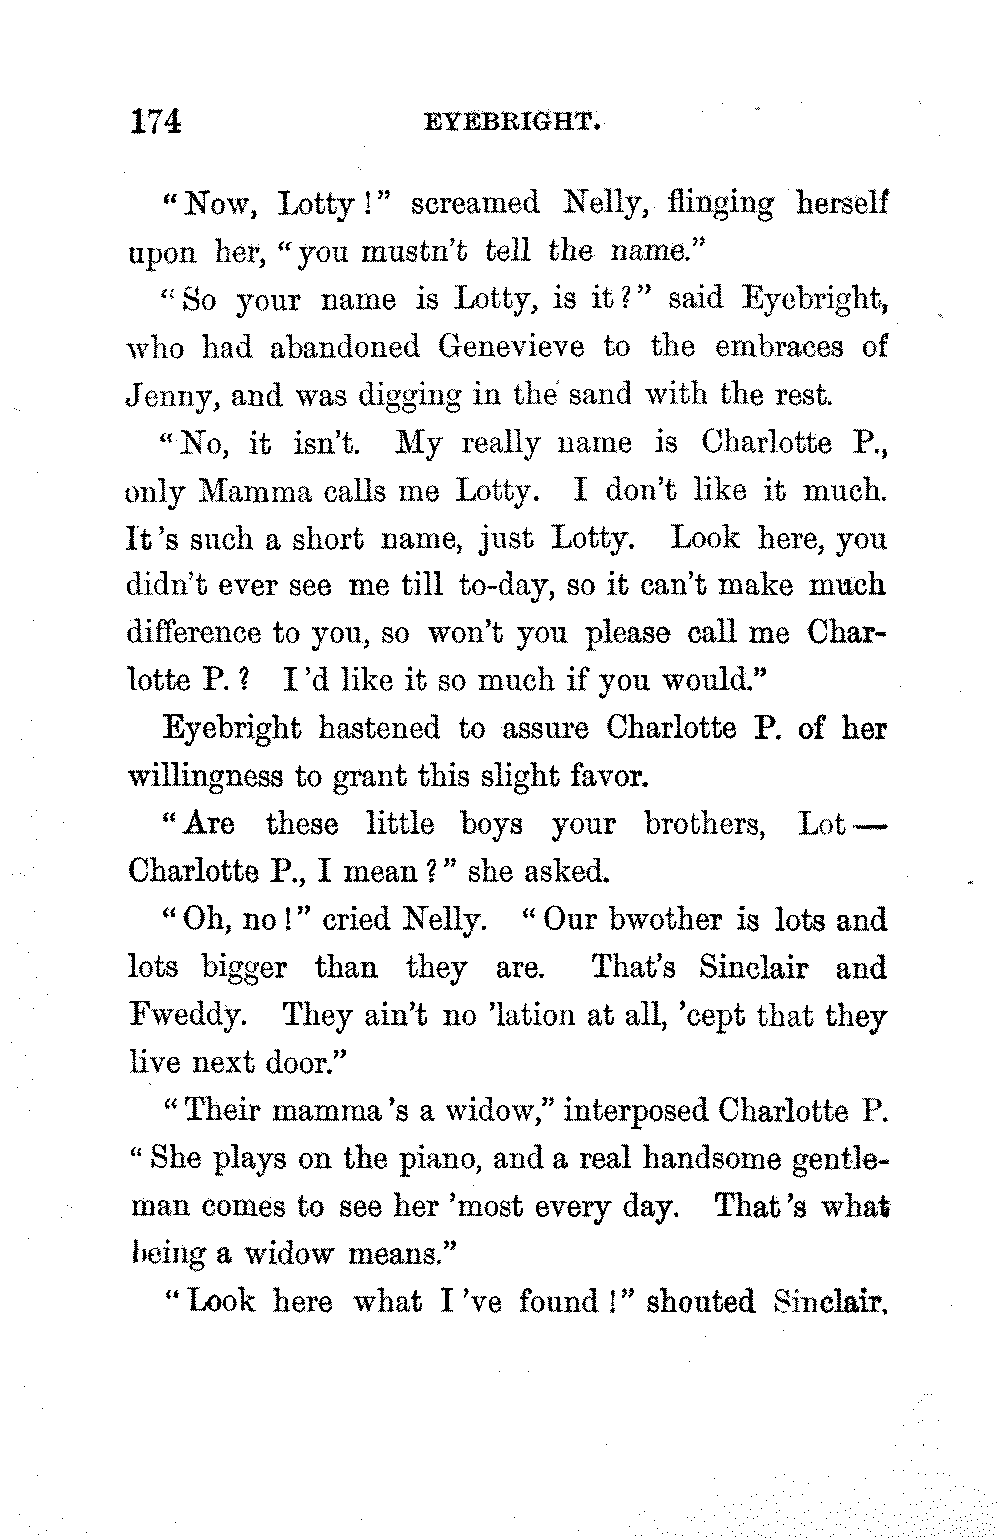 174 EYEBRIGHT.
“Now, Lotty!” screamed Nelly, flinging herself
upon her, “you mustn't tell the name.”
“So your name is Lotty, is it?” said Eyebright,
who had abandoned Genevieve to the embraces of
Jenny, and was digging in the sand with the rest.
“No, it isn't. My really name is Charlotte P.,
only Mamma calls me Lotty. I don't like it much.
It's such a short name, just Lotty. Look here, you
didn't ever see me till to-day, so it can't make much
difference to you, so won't you please call me Char-
lotte P.? I'd like it so much if you would.”
Eyebright hastened to assure Charlotte P. of her
willingness to grant this slight favor.
“Are these little boys your brothers, Lot—
Charlotte P., I mean?” she asked.
“Oh, no!” cried Nelly. “Our bwother is lots and
lots bigger than they are. That's Sinclair and
Fweddy. They ain't no 'lation at all, 'cept that they
live next door.”
“Their mamma's a widow,” interposed Charlotte P.
“She plays on the piano, and a real handsome gentle-
man comes to see her 'most every day. That's what
being a widow means.”
“Look here what I've found!” shouted Sinclair,